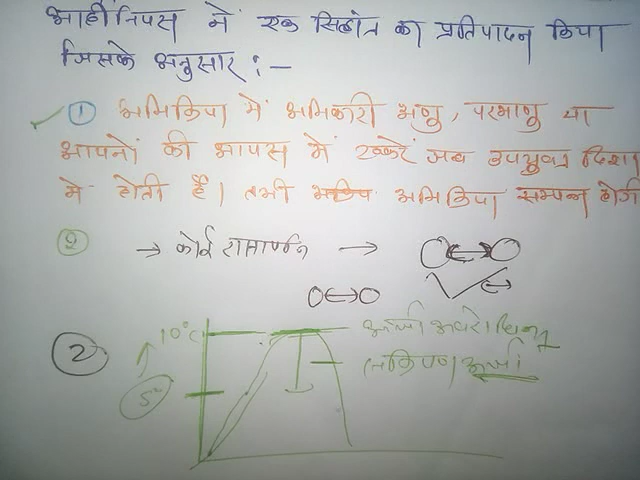 आर्हीनियस ने एक सिद्धांत का प्रतिपादन किया
जिसके अनुसार :-
① अभिक्रिया में अभिकारी अणु, परमाणु या
आयनों की आपस में टक्करें जब उपयुक्त दिशा
मे होती है। तभी अभिक्रिया सम्पन्न होगी
② → कोई →
② 10°C ऊर्जा अवरोध बिन्दु
5° सक्रियण ऊर्जा